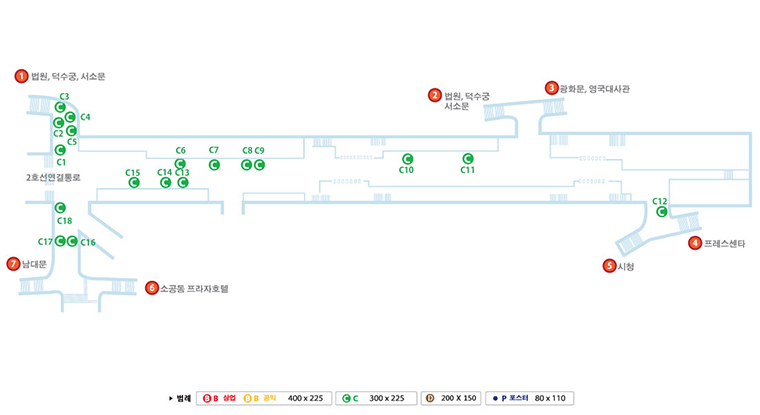 1 법원, 덕수궁, 서소문
2 법원, 덕수궁
서소문
3 광화문, 영국대사관
C3
C4
C2
C5
C1
C6
C7
C8
C9
C10
C11
C15
C14
C13
2호선연결통로
C18
C17
C16
C12
4 프레스센타
5 시청
7 남대문
6 소공동 프라자호텔
▶ 범례 B B 상업 B B 공익 400 x 225 C C 300 x 225 D 200 X 150 P 포스터 80 x 110